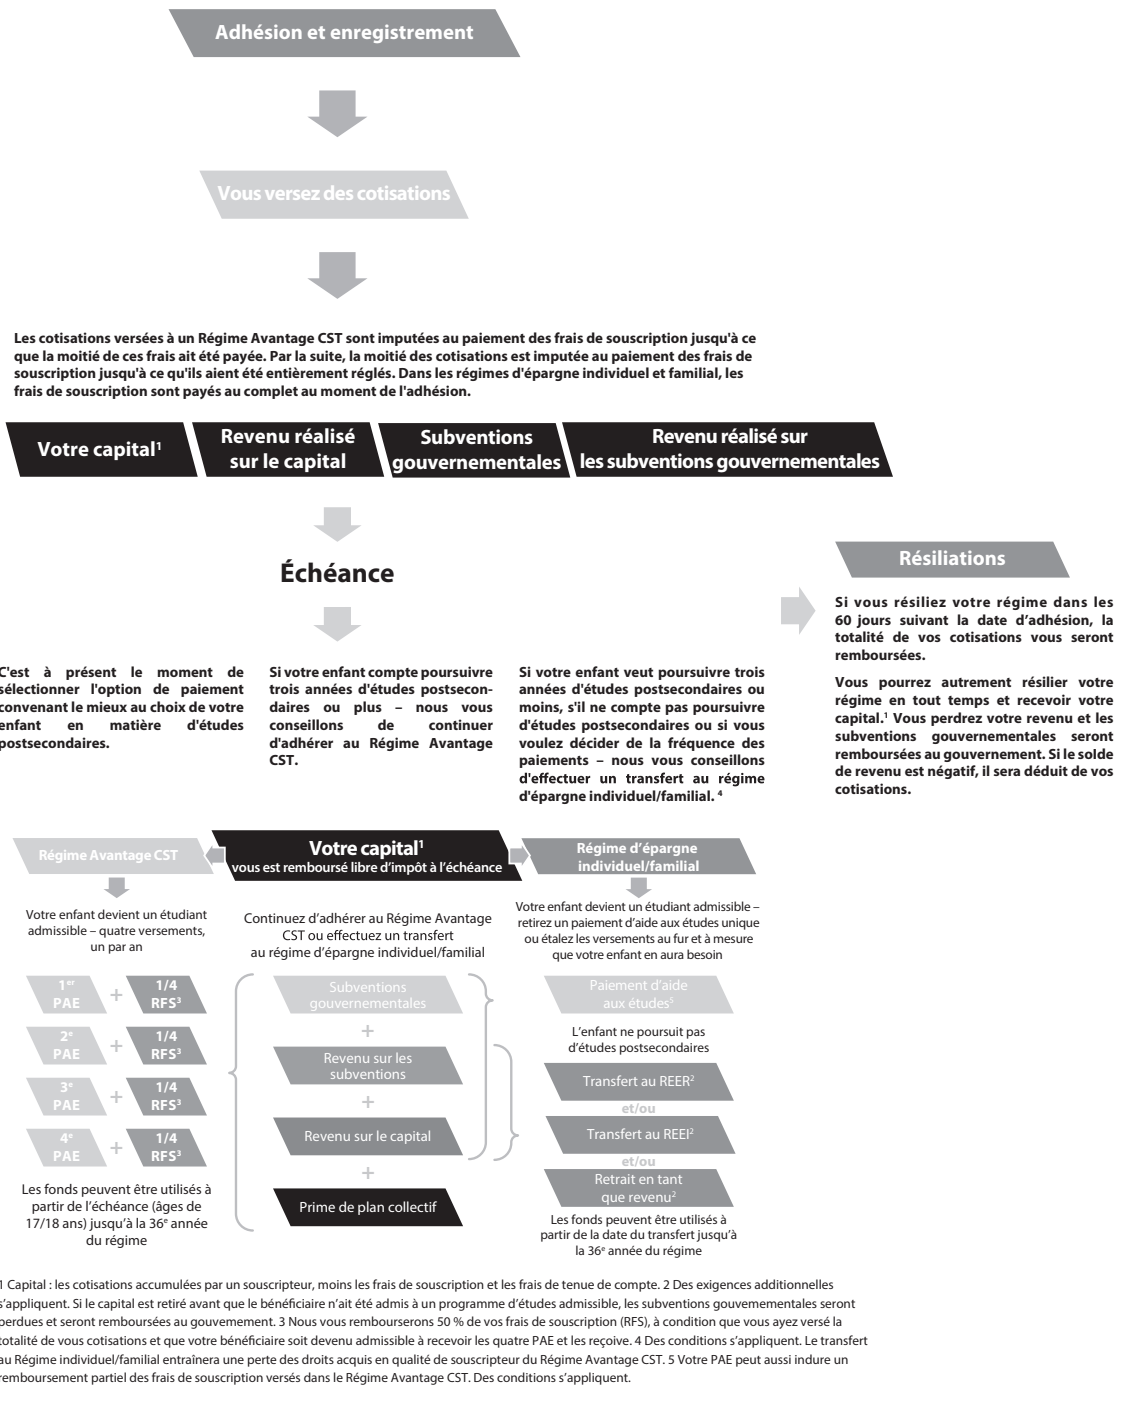 Adhésion et enregistrement
Vous versez des cotisations
Les cotisations versées à un Régime Avantage CST sont imputées au paiement des frais de souscription jusqu'à ce
que la moitié de ces frais ait été payée. Par la suite, la moitié des cotisations est imputée au paiement des frais de
souscription jusqu'à ce qu'ils aient été entièrement réglés. Dans les régimes d'épargne individuel et familial, les
frais de souscription sont payés au complet au moment de l'adhésion.
Votre capital¹
Revenu réalisé
sur le capital
Subventions
gouvernementales
Revenu réalisé sur
les subventions gouvernementales
Échéance
Résiliations
Si vous résiliez votre régime dans les
60 jours suivant la date d’adhésion, la
totalité de vos cotisations vous seront
remboursées.
Vous pourrez autrement résilier votre
régime en tout temps et recevoir votre
capital.¹ Vous perdrez votre revenu et les
subventions gouvernementales seront
remboursées au gouvernement. Si le solde
de revenu est négatif, il sera déduit de vos
cotisations.
C'est à présent le moment de
sélectionner l'option de paiement
convenant le mieux au choix de votre
enfant en matière d'études
postsecondaires.
Si votre enfant compte poursuivre
trois années d'études postsecon-
daires ou plus – nous vous
conseillons de continuer
d'adhérer au Régime Avantage
CST.
Si votre enfant veut poursuivre trois
années d'études postsecondaires ou
moins, s'il ne compte pas poursuivre
d'études postsecondaires ou si vous
voulez décider de la fréquence des
paiements – nous vous conseillons
d'effectuer un transfert au régime
d'épargne individuel/familial. ⁴
Régime Avantage CST
Votre capital¹
vous est remboursé libre d’impôt à l’échéance
Régime d’épargne
individuel/familial
Votre enfant devient un étudiant
admissible – quatre versements,
un par an
Continuez d’adhérer au Régime Avantage
CST ou effectuez un transfert
au régime d’épargne individuel/familial
Votre enfant devient un étudiant admissible –
retirez un paiement d’aide aux études unique
ou étalez les versements au fur et à mesure
que votre enfant en aura besoin
1er
PAE
+
1/4
RFS³
2e
PAE
+
1/4
RFS³
3e
PAE
+
1/4
RFS³
4e
PAE
+
1/4
RFS³
Les fonds peuvent être utilisés à
partir de l’échéance (âges de
17/18 ans) jusqu’à la 36e année
du régime
Subventions
gouvernementales
+
Revenu sur les
subventions
+
Revenu sur le capital
+
Prime de plan collectif
Paiement d’aide
aux études⁵
L’enfant ne poursuit pas
d’études postsecondaires
Transfert au REER²
et/ou
Transfert au REEI²
et/ou
Retrait en tant
que revenu²
Les fonds peuvent être utilisés à
partir de la date du transfert jusqu’à
la 36e année du régime
1 Capital : les cotisations accumulées par un souscripteur, moins les frais de souscription et les frais de tenue de compte. 2 Des exigences additionnelles
s’appliquent. Si le capital est retiré avant que le bénéficiaire n’ait été admis à un programme d’études admissible, les subventions gouvemementales seront
perdues et seront remboursées au gouvemement. 3 Nous vous rembourserons 50 % de vos frais de souscription (RFS), à condition que vous ayez versé la
totalité de vous cotisations et que votre bénéficiaire soit devenu admissible à recevoir les quatre PAE et les reçoive. 4 Des conditions s’appliquent. Le transfert
au Régime individuel/familial entraînera une perte des droits acquis en qualité de souscripteur du Régime Avantage CST. 5 Votre PAE peut aussi indure un
remboursement partiel des frais de souscription versés dans le Régime Avantage CST. Des conditions s’appliquent.